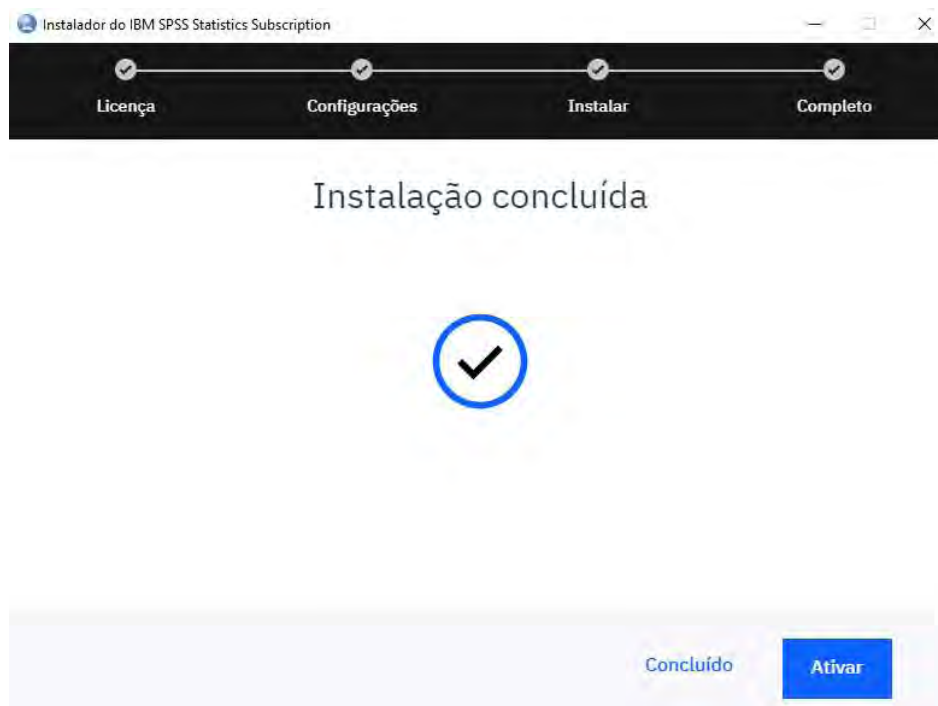 Instalador do IBM SPSS Statistics Subscription
Licença Configurações Instalar Completo
Instalação concluída
Concluído Ativar